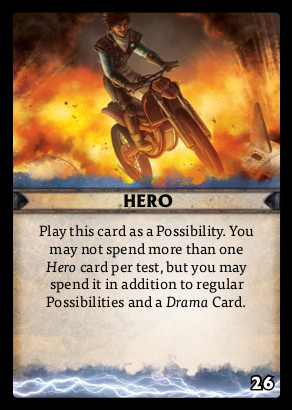 HERO
Play this card as a Possibility. You
may not spend more than one
Hero card per test, but you may
spend it in addition to regular
Possibilities and a Drama Card.
26